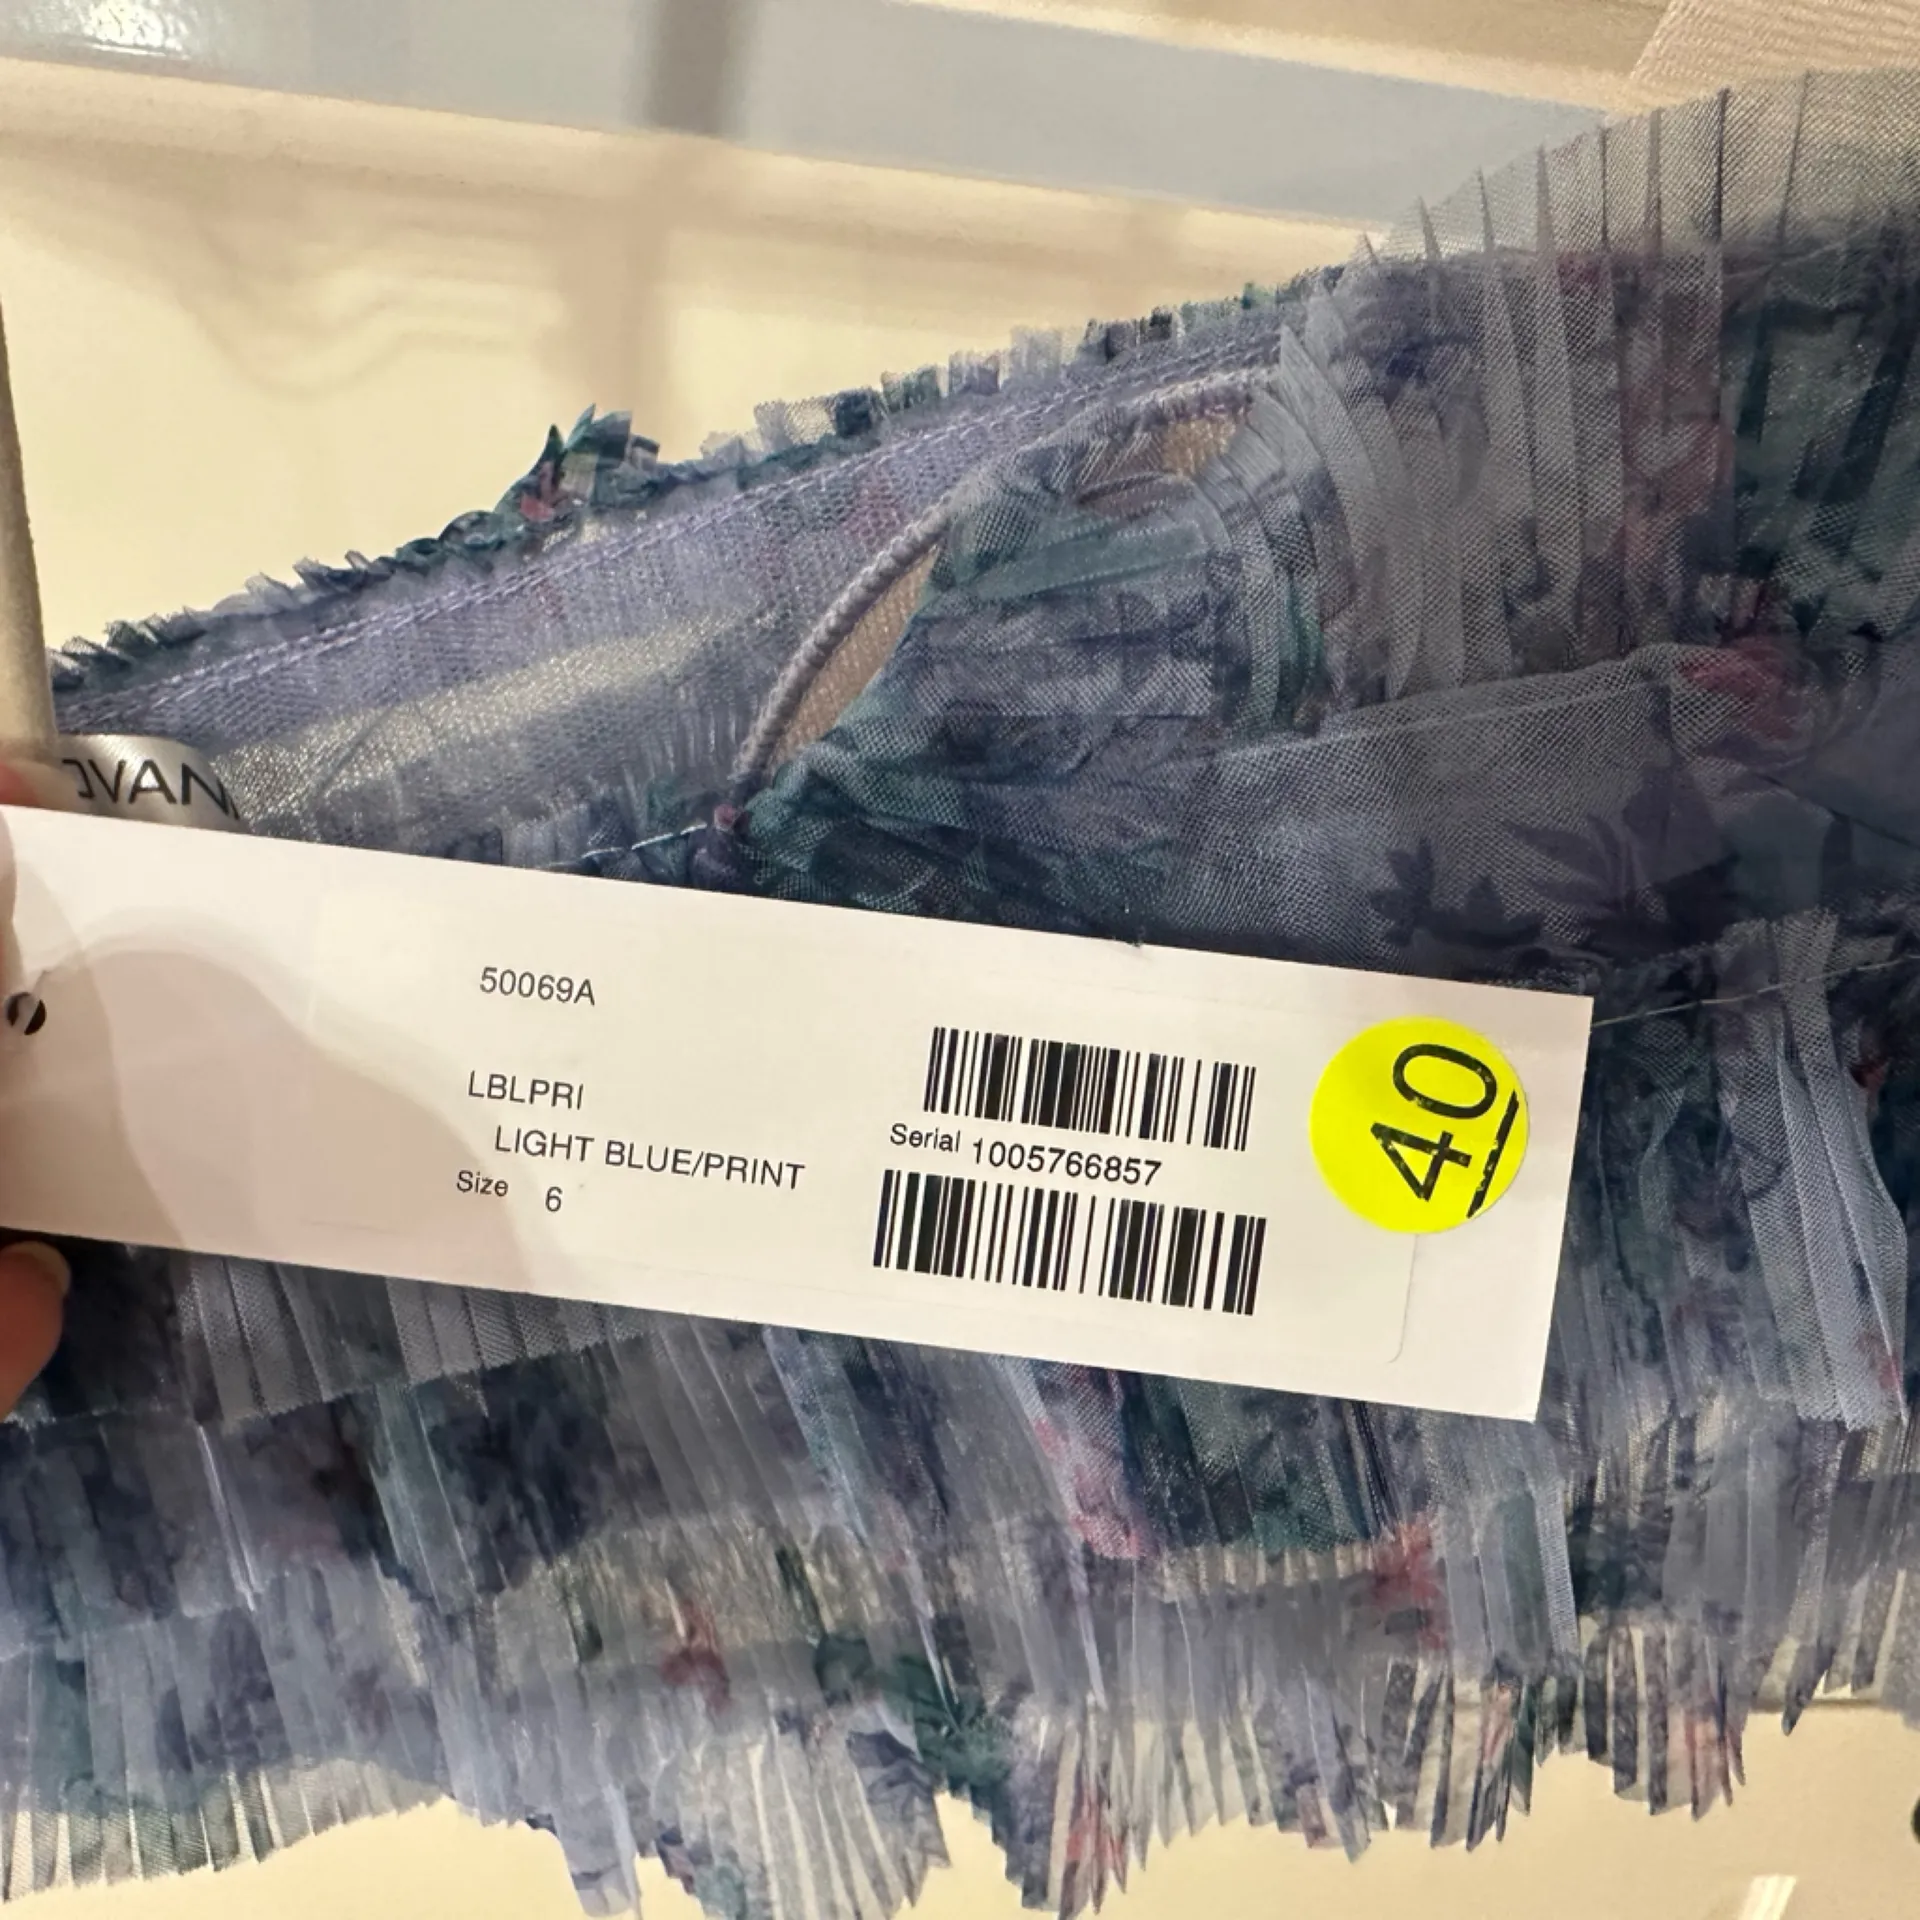 50069A
LBLPRI
LIGHT BLUE/PRINT
Size 6
Serial 1005766857
40